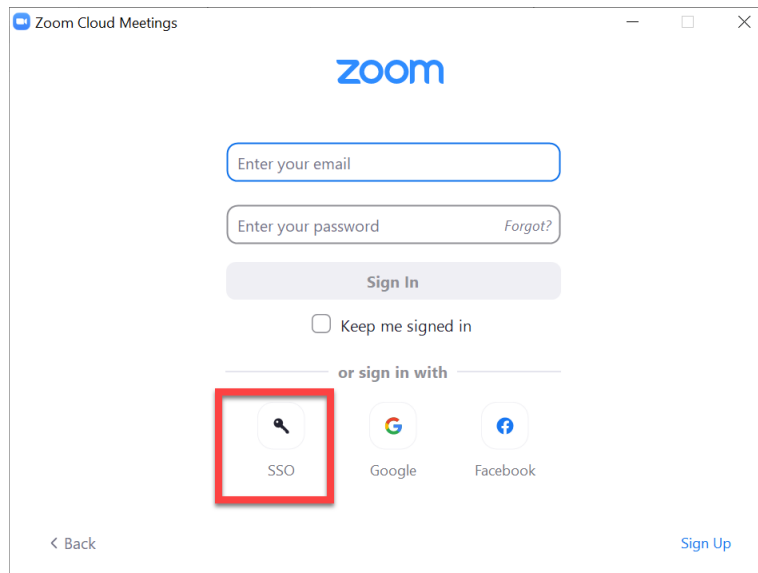 Zoom Cloud Meetings
zoom
Enter your email
Enter your password Forgot?
Sign In
Keep me signed in
or sign in with
SSO Google Facebook
< Back Sign Up